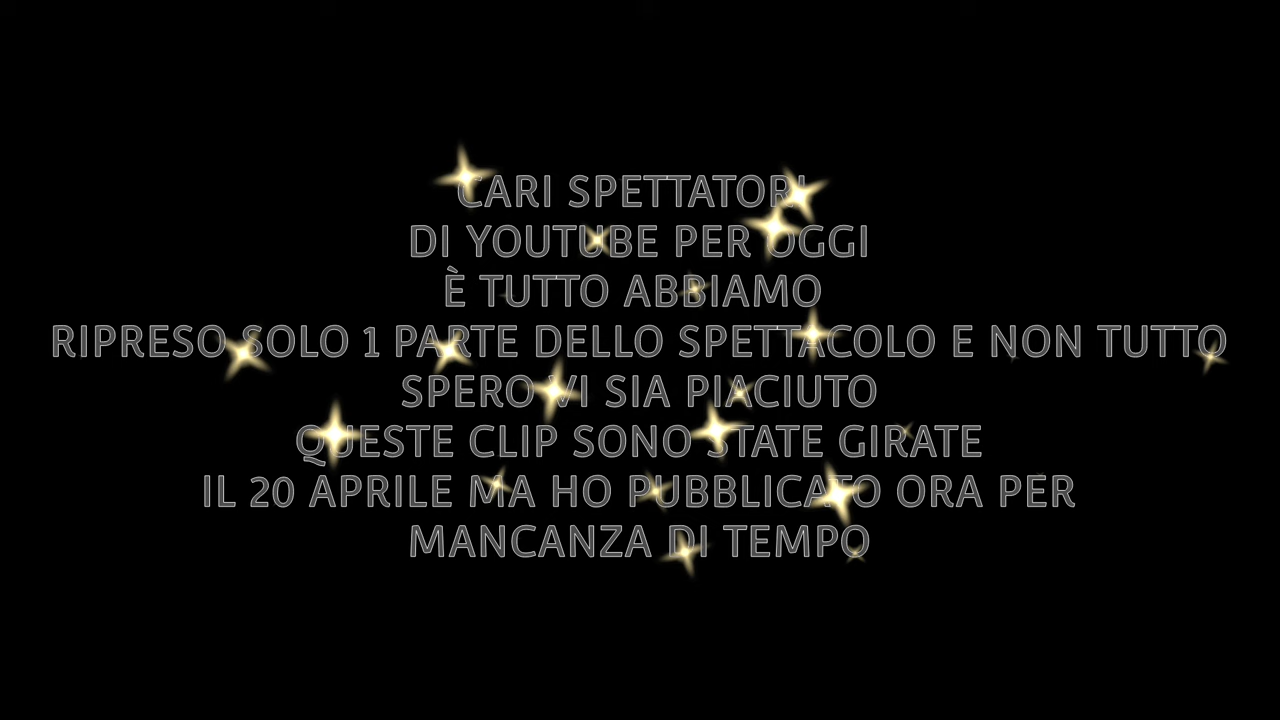 CARI SPETTATORI
DI YOUTUBE PER OGGI
È TUTTO ABBIAMO
RIPRESO SOLO 1 PARTE DELLO SPETTACOLO E NON TUTTO
SPERO VI SIA PIACIUTO
QUESTE CLIP SONO STATE GIRATE
IL 20 APRILE MA HO PUBBLICATO ORA PER
MANCANZA DI TEMPO